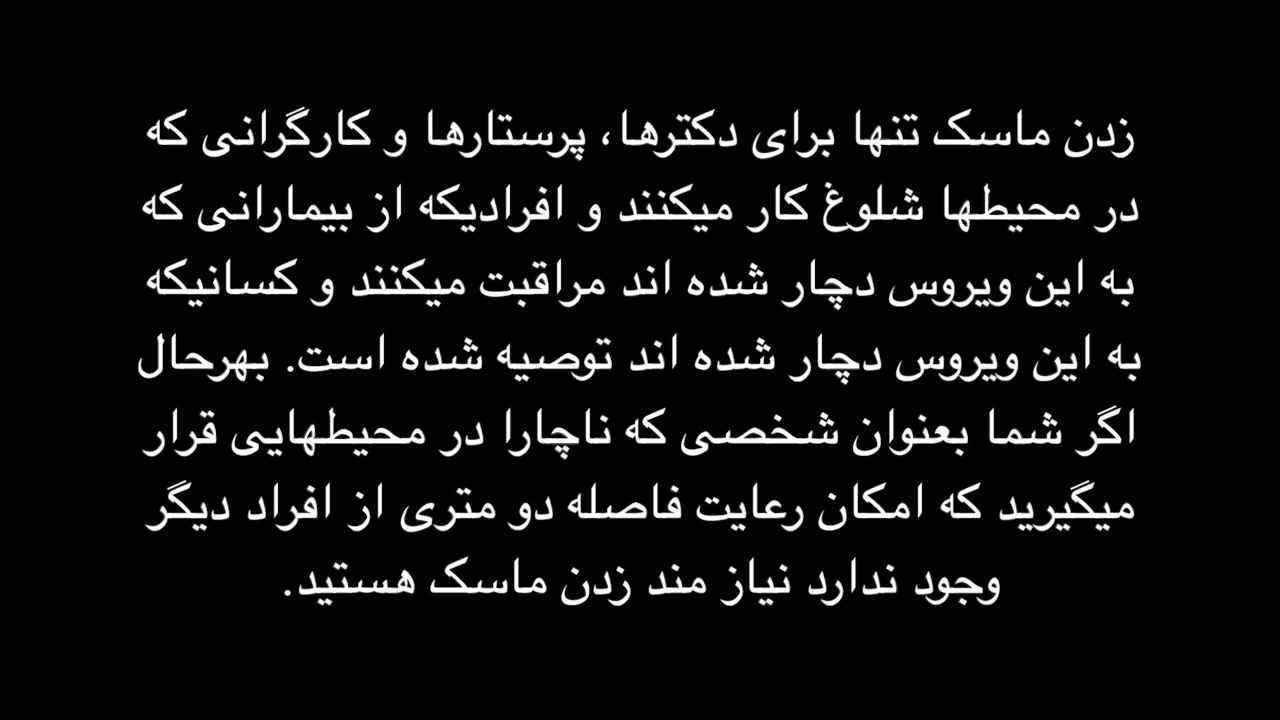 زدن ماسک تنها برای دکترها، پرستارها و کارگرانی که
در محیطها شلوغ کار میکنند و افرادیکه از بیمارانی که
به این ویروس دچار شده اند مراقبت میکنند و کسانیکه
به این ویروس دچار شده اند توصیه شده است. بهرحال
اگر شما بعنوان شخصی که ناچارا در محیطهایی قرار
میگیرید که امکان رعایت فاصله دو متری از افراد دیگر
وجود ندارد نیاز مند زدن ماسک هستید.